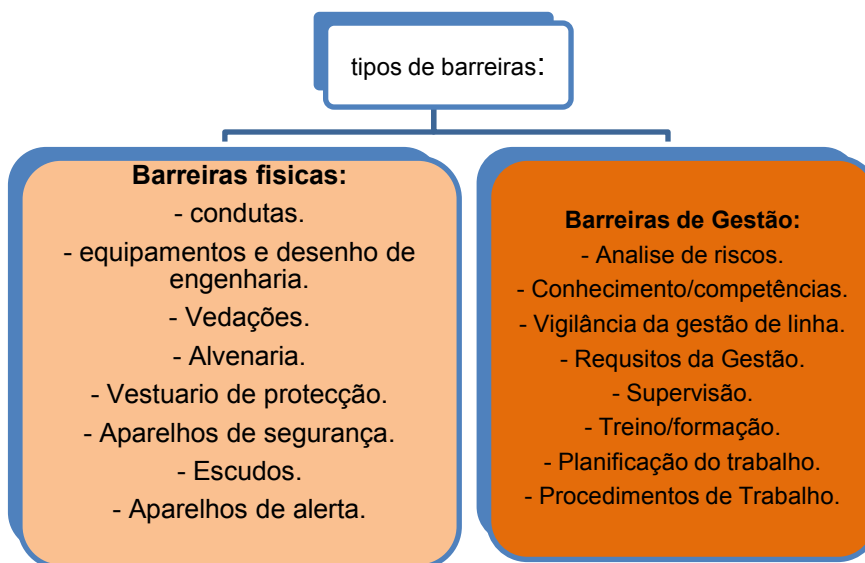 tipos de barreiras:
Barreiras fisicas:
- condutas.
- equipamentos e desenho de
engenharia.
- Vedações.
- Alvenaria.
- Vestuario de protecção.
- Aparelhos de segurança.
- Escudos.
- Aparelhos de alerta.
Barreiras de Gestão:
- Analise de riscos.
- Conhecimento/competências.
- Vigilância da gestão de linha.
- Requsitos da Gestão.
- Supervisão.
- Treino/formação.
- Planificação do trabalho.
- Procedimentos de Trabalho.